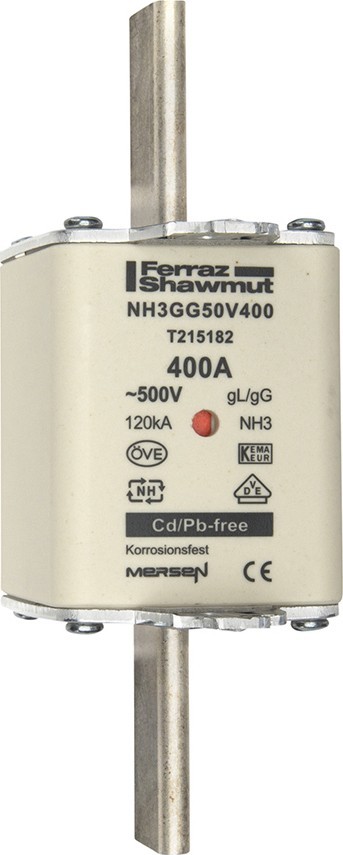 Ferraz
Shawmut
NH3GG50V400
T215182
400A
~500V gL/gG
120kA NH3
ÖVE KEMA KEUR
NH VDE
Cd/Pb-free
Korrosionsfest
MERSEN CE